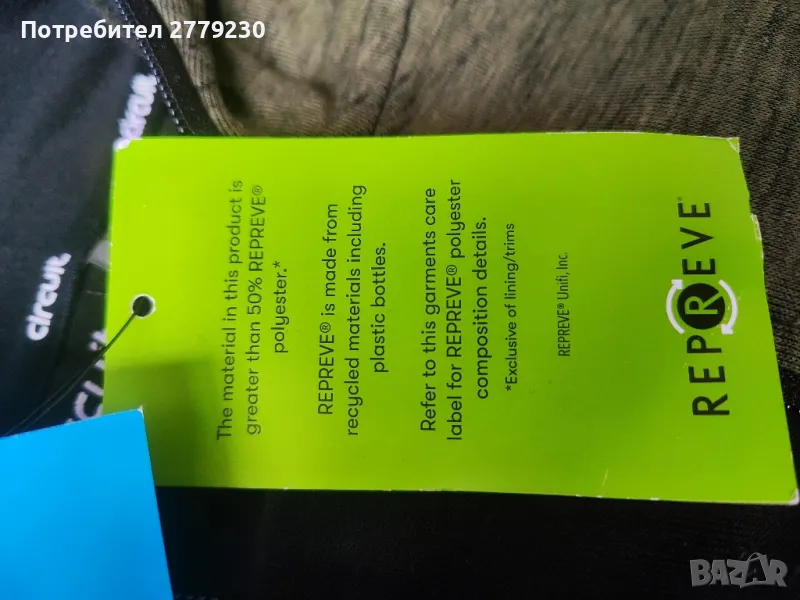 Потребител 2779230
circuit
circuit
The material in this product is
greater than 50% REPREVE®
polyester.*
REPREVE® is made from
recycled materials including
plastic bottles.
Refer to this garments care
label for REPREVE® polyester
composition details.
*Exclusive of lining/trims
REPREVE® Unifi, Inc.
REPREVE®
BAZAR